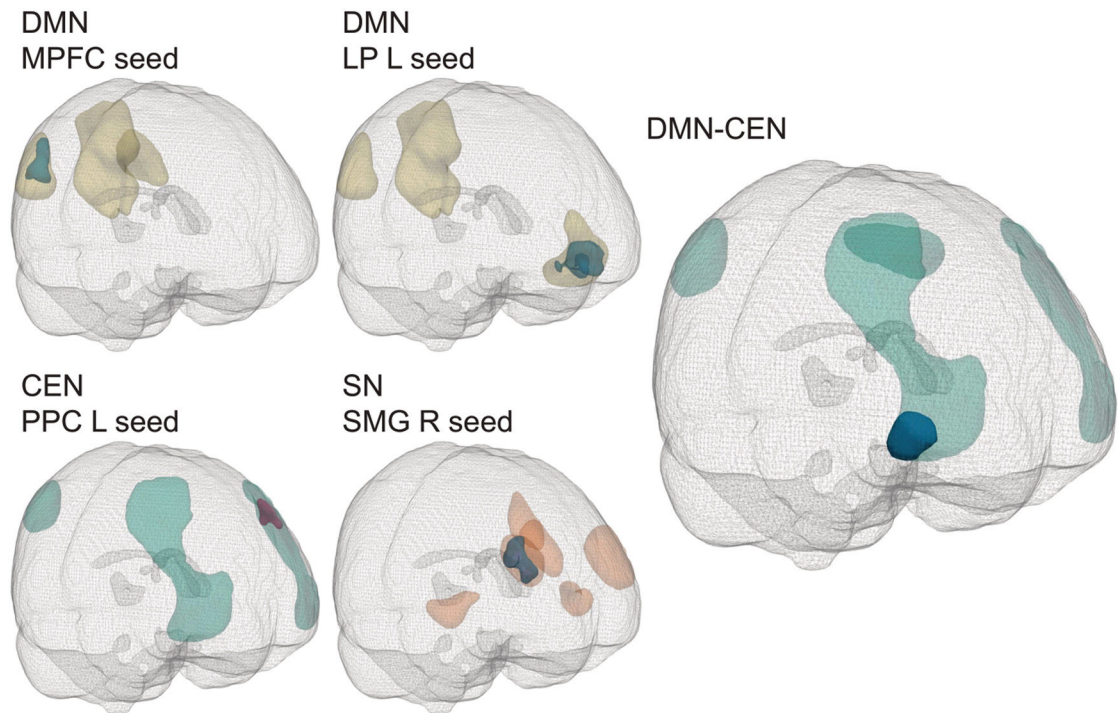 DMN
MPFC seed
DMN
LP L seed
DMN-CEN
CEN
PPC L seed
SN
SMG R seed